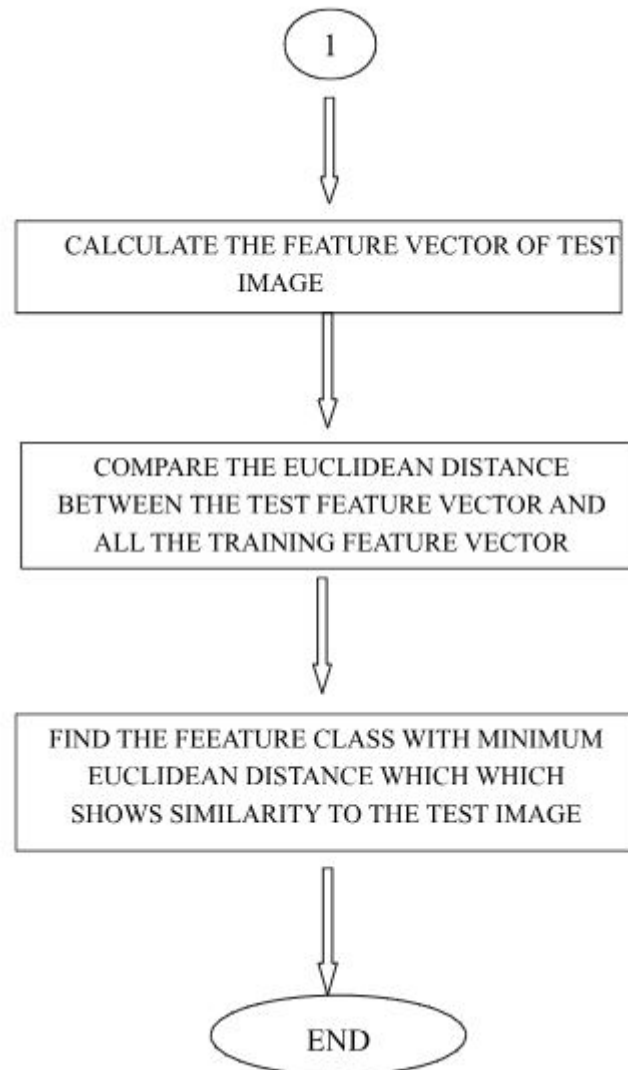 1
CALCULATE THE FEATURE VECTOR OF TEST
IMAGE
COMPARE THE EUCLIDEAN DISTANCE
BETWEEN THE TEST FEATURE VECTOR AND
ALL THE TRAINING FEATURE VECTOR
FIND THE FEEATURE CLASS WITH MINIMUM
EUCLIDEAN DISTANCE WHICH WHICH
SHOWS SIMILARITY TO THE TEST IMAGE
END